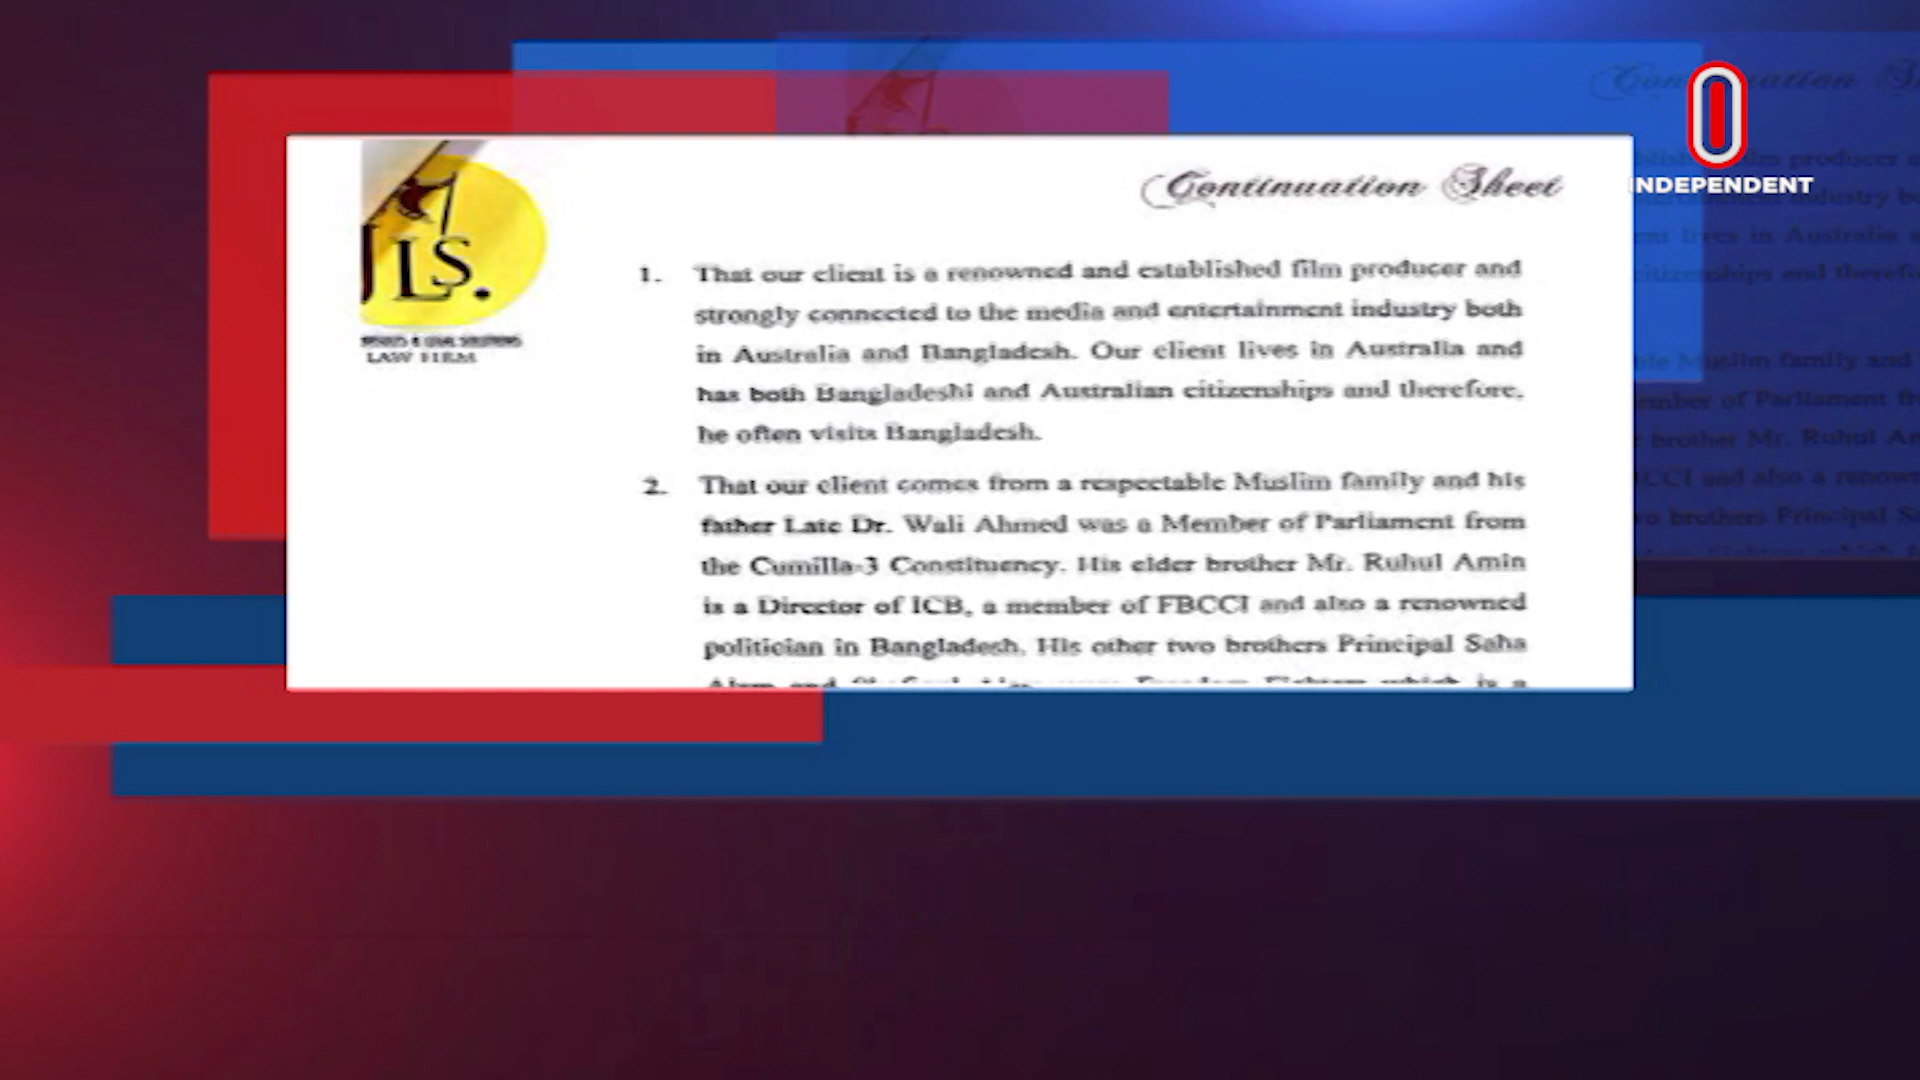 Continuation Sheet
INDEPENDENT
JLS.
LAW FIRM
1. That our client is a renowned and established film producer and
strongly connected to the media and entertainment industry both
in Australia and Bangladesh. Our client lives in Australia and
has both Bangladeshi and Australian citizenships and therefore,
he often visits Bangladesh.
2. That our client comes from a respectable Muslim family and his
father Late Dr. Wali Ahmed was a Member of Parliament from
the Cumilla-3 Constituency. His elder brother Mr. Ruhul Amin
is a Director of ICB, a member of FBCCI and also a renowned
politician in Bangladesh. His other two brothers Principal Saha